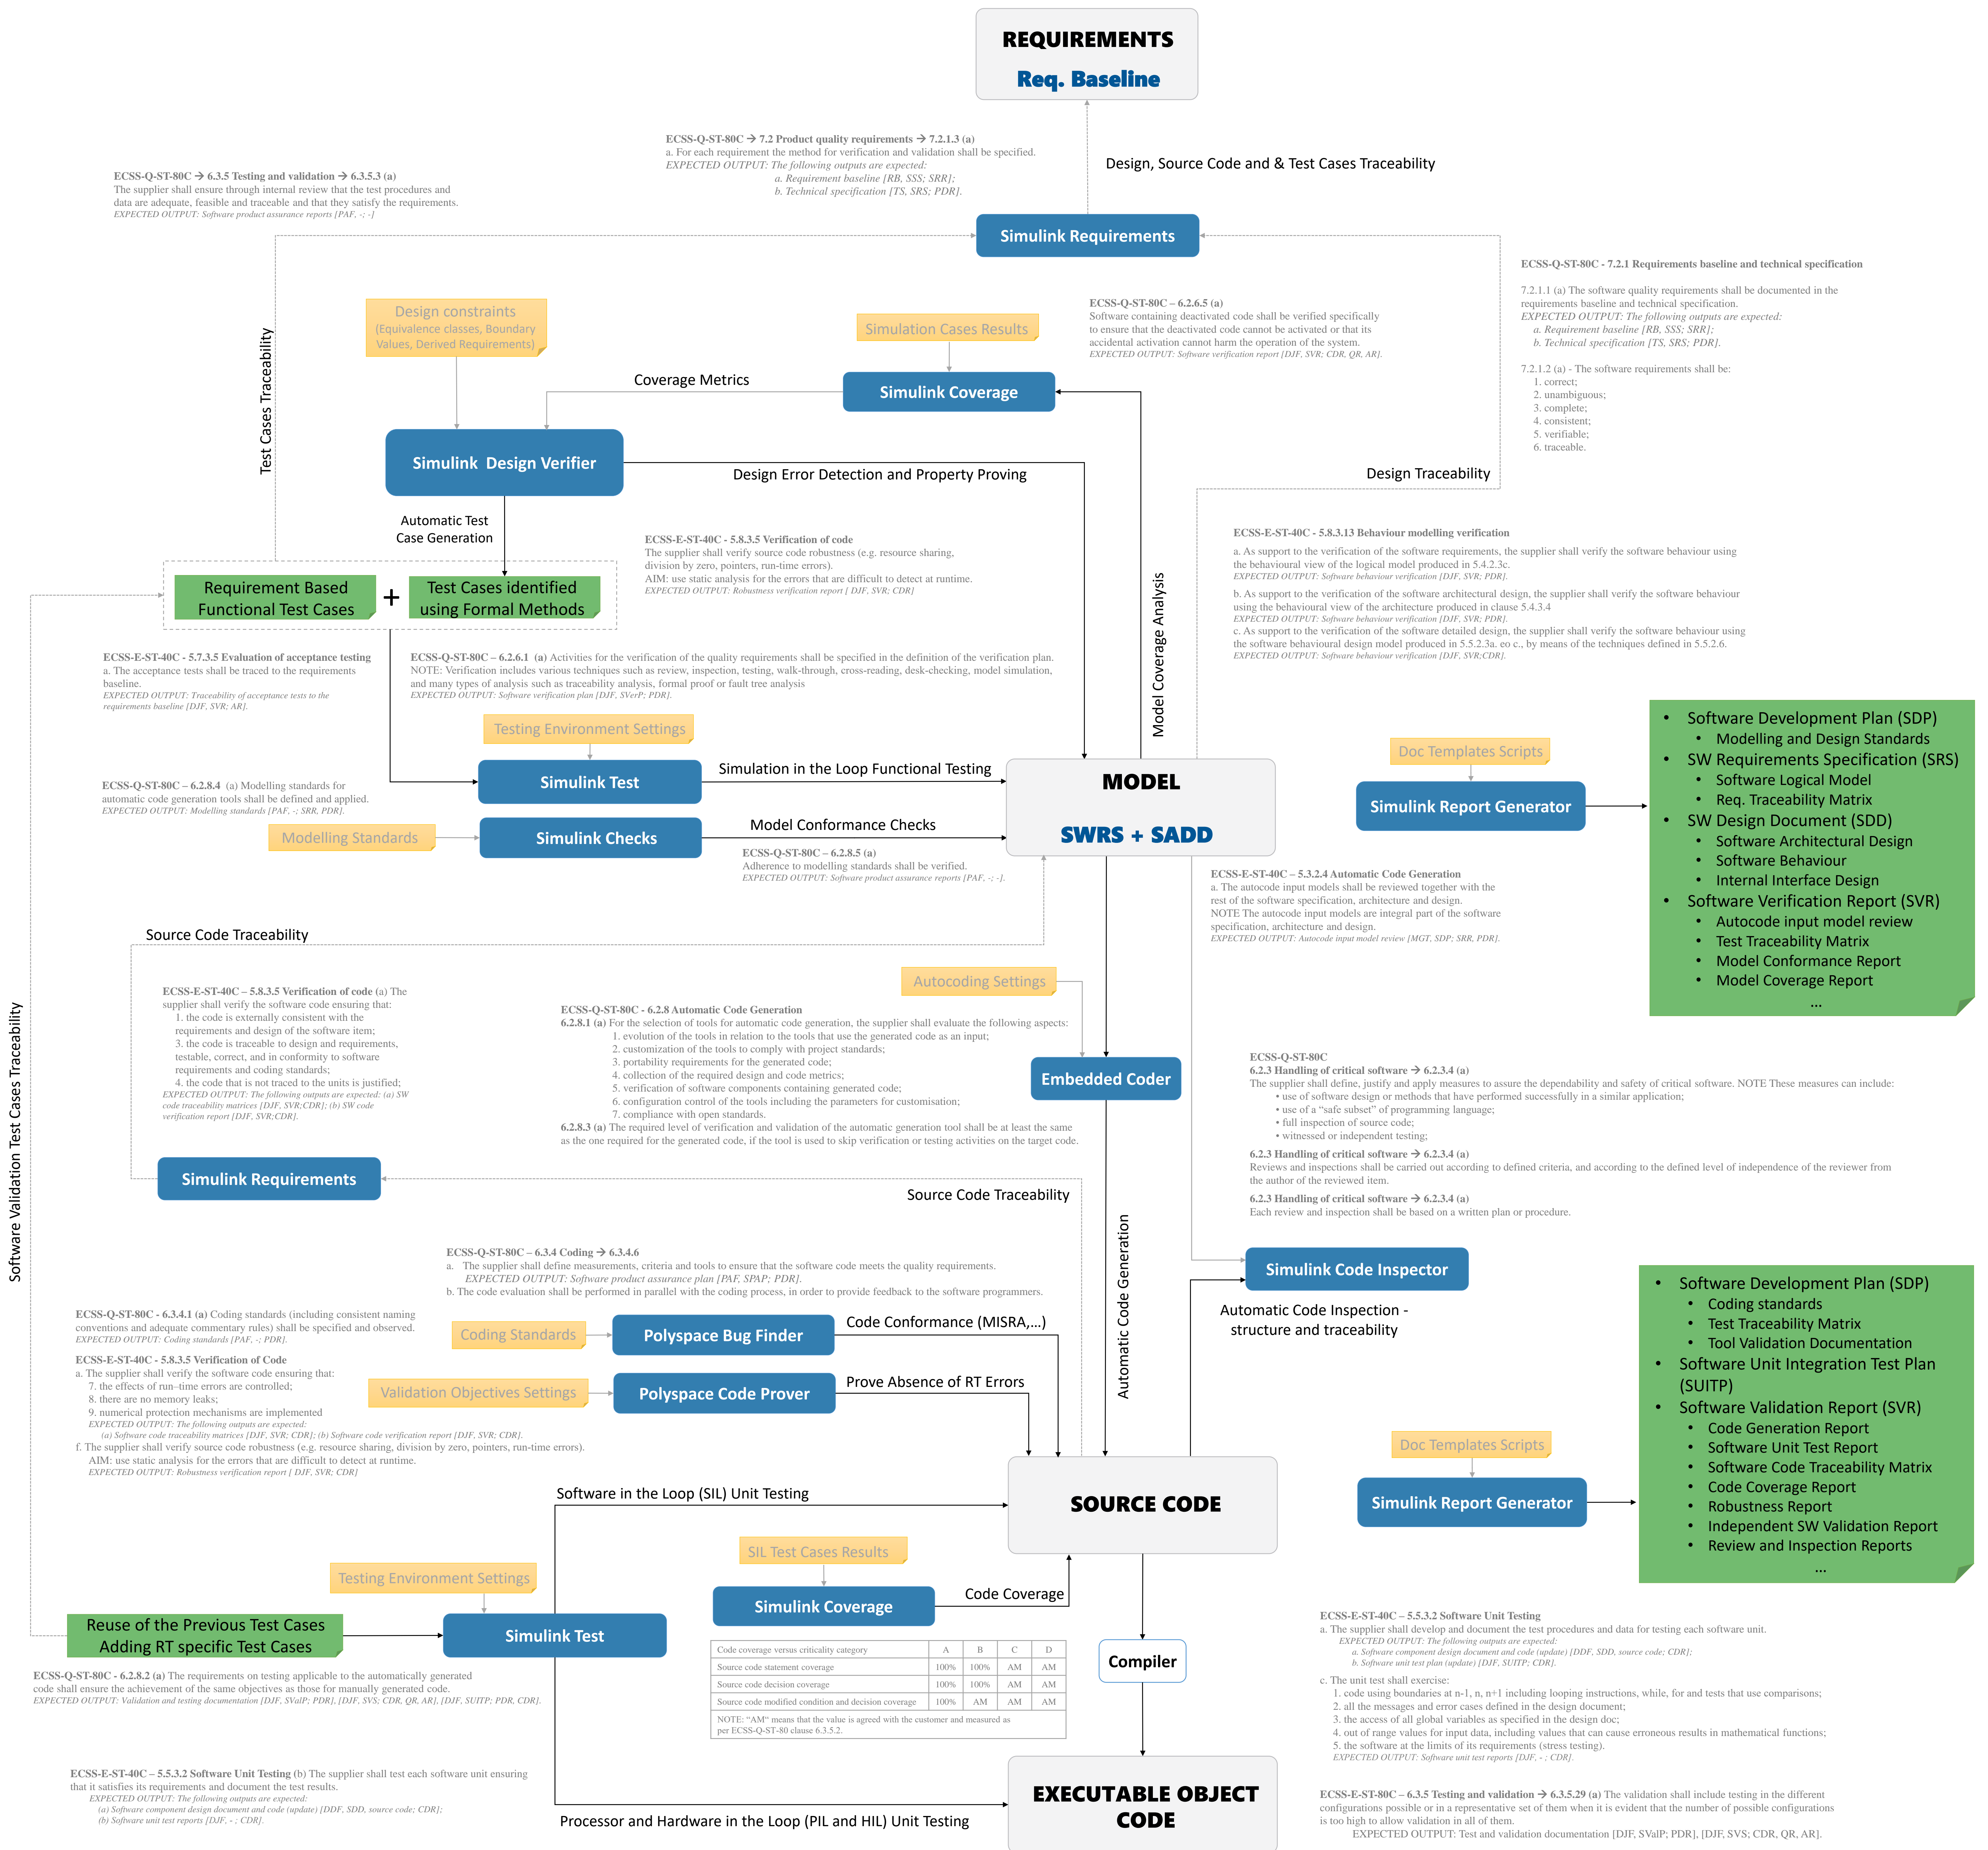 REQUIREMENTS
Req. Baseline
ECSS-Q-ST-80C → 7.2 Product quality requirements → 7.2.1.3 (a)
a. For each requirement the method for verification and validation shall be specified.
EXPECTED OUTPUT: The following outputs are expected:
a. Requirement baseline [RB, SSS; SRR];
b. Technical specification [TS, SRS; PDR].
Design, Source Code and & Test Cases Traceability
ECSS-Q-ST-80C → 6.3.5 Testing and validation → 6.3.5.3 (a)
The supplier shall ensure through internal review that the test procedures and
data are adequate, feasible and traceable and that they satisfy the requirements.
EXPECTED OUTPUT: Software product assurance reports [PAF, -; -]
Simulink Requirements
ECSS-Q-ST-80C - 7.2.1 Requirements baseline and technical specification
7.2.1.1 (a) The software quality requirements shall be documented in the
requirements baseline and technical specification.
EXPECTED OUTPUT: The following outputs are expected:
a. Requirement baseline [RB, SSS; SRR];
b. Technical specification [TS, SRS; PDR].
7.2.1.2 (a) - The software requirements shall be:
1. correct;
2. unambiguous;
3. complete;
4. consistent;
5. verifiable;
6. traceable.
Design constraints
(Equivalence classes, Boundary
Values, Derived Requirements)
Simulation Cases Results
ECSS-Q-ST-80C – 6.2.6.5 (a)
Software containing deactivated code shall be verified specifically
to ensure that the deactivated code cannot be activated or that its
accidental activation cannot harm the operation of the system.
EXPECTED OUTPUT: Software verification report [DJF, SVR; CDR, QR, AR].
Test Cases Traceability
Coverage Metrics
Simulink Coverage
Simulink Design Verifier
Design Error Detection and Property Proving
Design Traceability
Automatic Test
Case Generation
ECSS-E-ST-40C - 5.8.3.5 Verification of code
The supplier shall verify source code robustness (e.g. resource sharing,
division by zero, pointers, run-time errors).
AIM: use static analysis for the errors that are difficult to detect at runtime.
EXPECTED OUTPUT: Robustness verification report [ DJF, SVR; CDR]
ECSS-E-ST-40C - 5.8.3.13 Behaviour modelling verification
a. As support to the verification of the software requirements, the supplier shall verify the software behaviour using
the behavioural view of the logical model produced in 5.4.2.3c.
EXPECTED OUTPUT: Software behaviour verification [DJF, SVR; PDR].
b. As support to the verification of the software architectural design, the supplier shall verify the software behaviour
using the behavioural view of the architecture produced in clause 5.4.3.4
EXPECTED OUTPUT: Software behaviour verification [DJF, SVR; PDR].
c. As support to the verification of the software detailed design, the supplier shall verify the software behaviour using
the software behavioural design model produced in 5.5.2.3a. eo c., by means of the techniques defined in 5.5.2.6.
EXPECTED OUTPUT: Software behaviour verification [DJF, SVR;CDR].
Requirement Based
Functional Test Cases
+
Test Cases identified
using Formal Methods
Model Coverage Analysis
ECSS-E-ST-40C - 5.7.3.5 Evaluation of acceptance testing
a. The acceptance tests shall be traced to the requirements
baseline.
EXPECTED OUTPUT: Traceability of acceptance tests to the
requirements baseline [DJF, SVR; AR].
ECSS-Q-ST-80C – 6.2.6.1 (a) Activities for the verification of the quality requirements shall be specified in the definition of the verification plan.
NOTE: Verification includes various techniques such as review, inspection, testing, walk-through, cross-reading, desk-checking, model simulation,
and many types of analysis such as traceability analysis, formal proof or fault tree analysis
EXPECTED OUTPUT: Software verification plan [DJF, SVerP; PDR].
Testing Environment Settings
Simulink Test
Simulation in the Loop Functional Testing
MODEL
SWRS + SADD
ECSS-Q-ST-80C – 6.2.8.4 (a) Modelling standards for
automatic code generation tools shall be defined and applied.
EXPECTED OUTPUT: Modelling standards [PAF, -; SRR, PDR].
Modelling Standards
Simulink Checks
Model Conformance Checks
ECSS-Q-ST-80C – 6.2.8.5 (a)
Adherence to modelling standards shall be verified.
EXPECTED OUTPUT: Software product assurance reports [PAF, -; -].
Doc Templates Scripts
Simulink Report Generator
• Software Development Plan (SDP)
• Modelling and Design Standards
• SW Requirements Specification (SRS)
• Software Logical Model
• Req. Traceability Matrix
• SW Design Document (SDD)
• Software Architectural Design
• Software Behaviour
• Internal Interface Design
• Software Verification Report (SVR)
• Autocode input model review
• Test Traceability Matrix
• Model Conformance Report
• Model Coverage Report
...
ECSS-E-ST-40C – 5.3.2.4 Automatic Code Generation
a. The autocode input models shall be reviewed together with the
rest of the software specification, architecture and design.
NOTE The autocode input models are integral part of the software
specification, architecture and design.
EXPECTED OUTPUT: Autocode input model review [MGT, SDP; SRR, PDR].
Source Code Traceability
Software Validation Test Cases Traceability
ECSS-E-ST-40C – 5.8.3.5 Verification of code (a) The
supplier shall verify the software code ensuring that:
1. the code is externally consistent with the
requirements and design of the software item;
3. the code is traceable to design and requirements,
testable, correct, and in conformity to software
requirements and coding standards;
4. the code that is not traced to the units is justified;
EXPECTED OUTPUT: The following outputs are expected: (a) SW
code traceability matrices [DJF, SVR;CDR]; (b) SW code
verification report [DJF, SVR;CDR].
Autocoding Settings
ECSS-Q-ST-80C - 6.2.8 Automatic Code Generation
6.2.8.1 (a) For the selection of tools for automatic code generation, the supplier shall evaluate the following aspects:
1. evolution of the tools in relation to the tools that use the generated code as an input;
2. customization of the tools to comply with project standards;
3. portability requirements for the generated code;
4. collection of the required design and code metrics;
5. verification of software components containing generated code;
6. configuration control of the tools including the parameters for customisation;
7. compliance with open standards.
6.2.8.3 (a) The required level of verification and validation of the automatic generation tool shall be at least the same
as the one required for the generated code, if the tool is used to skip verification or testing activities on the target code.
Embedded Coder
ECSS-Q-ST-80C
6.2.3 Handling of critical software → 6.2.3.4 (a)
The supplier shall define, justify and apply measures to assure the dependability and safety of critical software. NOTE These measures can include:
• use of software design or methods that have performed successfully in a similar application;
• use of a “safe subset” of programming language;
• full inspection of source code;
• witnessed or independent testing;
6.2.3 Handling of critical software → 6.2.3.4 (a)
Reviews and inspections shall be carried out according to defined criteria, and according to the defined level of independence of the reviewer from
the author of the reviewed item.
6.2.3 Handling of critical software → 6.2.3.4 (a)
Each review and inspection shall be based on a written plan or procedure.
Simulink Requirements
Source Code Traceability
Automatic Code Generation
ECSS-Q-ST-80C – 6.3.4 Coding → 6.3.4.6
a. The supplier shall define measurements, criteria and tools to ensure that the software code meets the quality requirements.
EXPECTED OUTPUT: Software product assurance plan [PAF, SPAP; PDR].
b. The code evaluation shall be performed in parallel with the coding process, in order to provide feedback to the software programmers.
Simulink Code Inspector
Automatic Code Inspection -
structure and traceability
ECSS-Q-ST-80C - 6.3.4.1 (a) Coding standards (including consistent naming
conventions and adequate commentary rules) shall be specified and observed.
EXPECTED OUTPUT: Coding standards [PAF, -; PDR].
ECSS-E-ST-40C - 5.8.3.5 Verification of Code
a. The supplier shall verify the software code ensuring that:
7. the effects of run–time errors are controlled;
8. there are no memory leaks;
9. numerical protection mechanisms are implemented
EXPECTED OUTPUT: The following outputs are expected:
(a) Software code traceability matrices [DJF, SVR; CDR]; (b) Software code verification report [DJF, SVR; CDR].
f. The supplier shall verify source code robustness (e.g. resource sharing, division by zero, pointers, run-time errors).
AIM: use static analysis for the errors that are difficult to detect at runtime.
EXPECTED OUTPUT: Robustness verification report [ DJF, SVR; CDR]
Coding Standards
Polyspace Bug Finder
Code Conformance (MISRA,...)
Validation Objectives Settings
Polyspace Code Prover
Prove Absence of RT Errors
• Software Development Plan (SDP)
• Coding standards
• Test Traceability Matrix
• Tool Validation Documentation
• Software Unit Integration Test Plan
(SUITP)
• Software Validation Report (SVR)
• Code Generation Report
• Software Unit Test Report
• Software Code Traceability Matrix
• Code Coverage Report
• Robustness Report
• Independent SW Validation Report
• Review and Inspection Reports
...
Doc Templates Scripts
Simulink Report Generator
Software in the Loop (SIL) Unit Testing
SOURCE CODE
SIL Test Cases Results
Simulink Coverage
Code Coverage
Testing Environment Settings
Reuse of the Previous Test Cases
Adding RT specific Test Cases
Simulink Test
ECSS-Q-ST-80C - 6.2.8.2 (a) The requirements on testing applicable to the automatically generated
code shall ensure the achievement of the same objectives as those for manually generated code.
EXPECTED OUTPUT: Validation and testing documentation [DJF, SValP; PDR], [DJF, SVS; CDR, QR, AR], [DJF, SUITP; PDR, CDR].
Code coverage versus criticality category A B C D
Source code statement coverage 100% 100% AM AM
Source code decision coverage 100% 100% AM AM
Source code modified condition and decision coverage 100% AM AM AM
NOTE: “AM“ means that the value is agreed with the customer and measured as
per ECSS-Q-ST-80 clause 6.3.5.2.
Compiler
ECSS-E-ST-40C – 5.5.3.2 Software Unit Testing
a. The supplier shall develop and document the test procedures and data for testing each software unit.
EXPECTED OUTPUT: The following outputs are expected:
a. Software component design document and code (update) [DDF, SDD, source code; CDR];
b. Software unit test plan (update) [DJF, SUITP; CDR].
c. The unit test shall exercise:
1. code using boundaries at n-1, n, n+1 including looping instructions, while, for and tests that use comparisons;
2. all the messages and error cases defined in the design document;
3. the access of all global variables as specified in the design doc;
4. out of range values for input data, including values that can cause erroneous results in mathematical functions;
5. the software at the limits of its requirements (stress testing).
EXPECTED OUTPUT: Software unit test reports [DJF, - ; CDR].
ECSS-E-ST-40C – 5.5.3.2 Software Unit Testing (b) The supplier shall test each software unit ensuring
that it satisfies its requirements and document the test results.
EXPECTED OUTPUT: The following outputs are expected:
(a) Software component design document and code (update) [DDF, SDD, source code; CDR];
(b) Software unit test reports [DJF, - ; CDR].
Processor and Hardware in the Loop (PIL and HIL) Unit Testing
EXECUTABLE OBJECT
CODE
ECSS-E-ST-80C – 6.3.5 Testing and validation → 6.3.5.29 (a) The validation shall include testing in the different
configurations possible or in a representative set of them when it is evident that the number of possible configurations
is too high to allow validation in all of them.
EXPECTED OUTPUT: Test and validation documentation [DJF, SValP; PDR], [DJF, SVS; CDR, QR, AR].